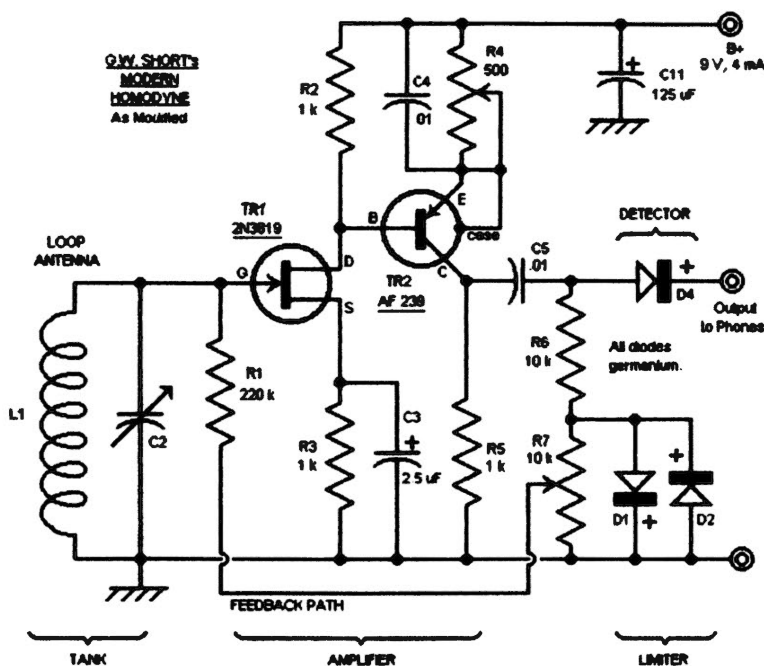 G.W. SHORT's
MODERN
HOMODYNE
As Modified
R2
1 k
C4
.01
R4
500
C11
125 uF
B+
9 V, 4 mA
E
B
case
C
TR1
2N3819
D
G
S
TR2
AF 239
C5
.01
DETECTOR
D4
Output
to Phones
LOOP
ANTENNA
R6
10 k
All diodes
germanium.
L1
C2
R1
220 k
R3
1 k
C3
2.5 uF
R5
1 k
R7
10 k
D1
D2
FEEDBACK PATH
TANK
AMPLIFIER
LIMITER